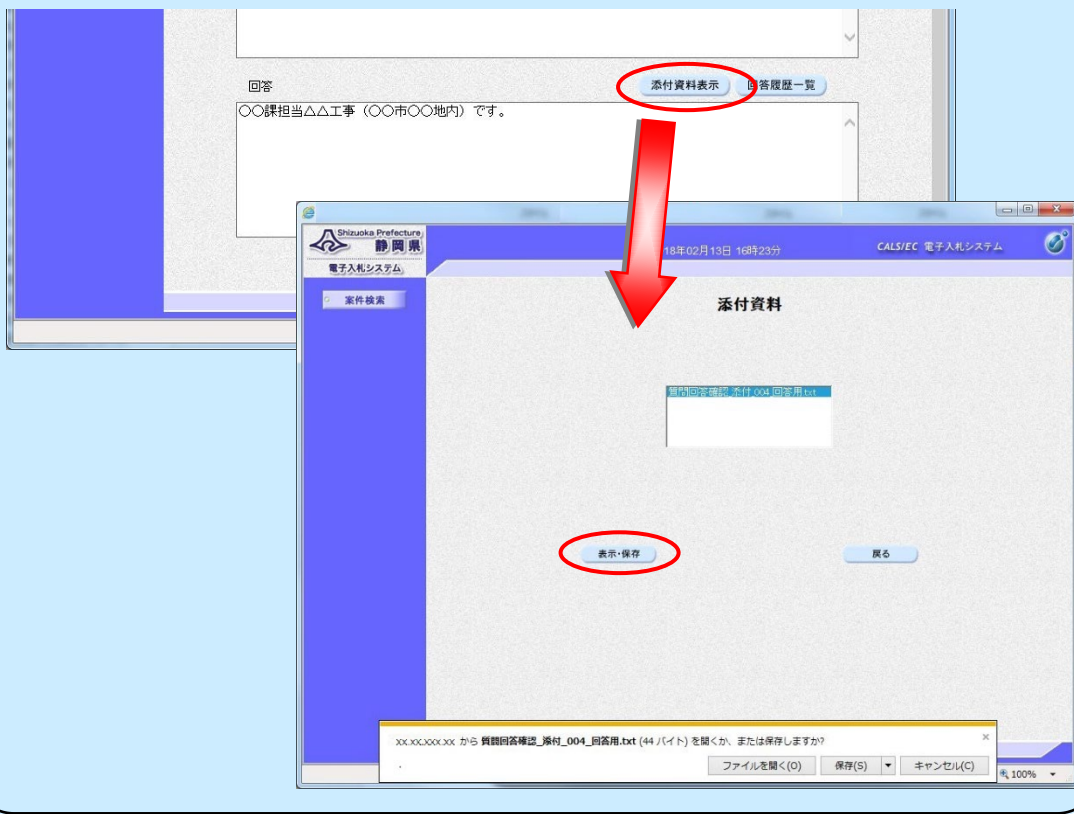 回答
添付資料表示
回答履歴一覧
〇〇課担当△△工事（〇〇市〇〇地内）です。
Shizuoka Prefecture
静岡県
電子入札システム
18年02月13日 16時23分
CALS/EC 電子入札システム
案件検索
添付資料
質問回答確認_添付_004_回答用.txt
表示・保存
戻る
xx.xx.xxx.xx から 質問回答確認_添付_004_回答用.txt (44 バイト) を開くか、または保存しますか?
ファイルを開く(O)
保存(S)
キャンセル(C)
100%